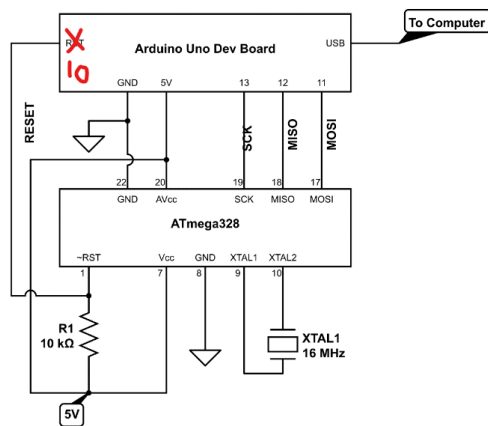 To Computer
RST
10
Arduino Uno Dev Board
USB
GND
5V
13
12
11
RESET
SCK
MISO
MOSI
22
20
19
18
17
GND
AVcc
SCK
MISO
MOSI
ATmega328
~RST
Vcc
GND
XTAL1
XTAL2
1
7
8
9
10
R1
10 kΩ
XTAL1
16 MHz
5V